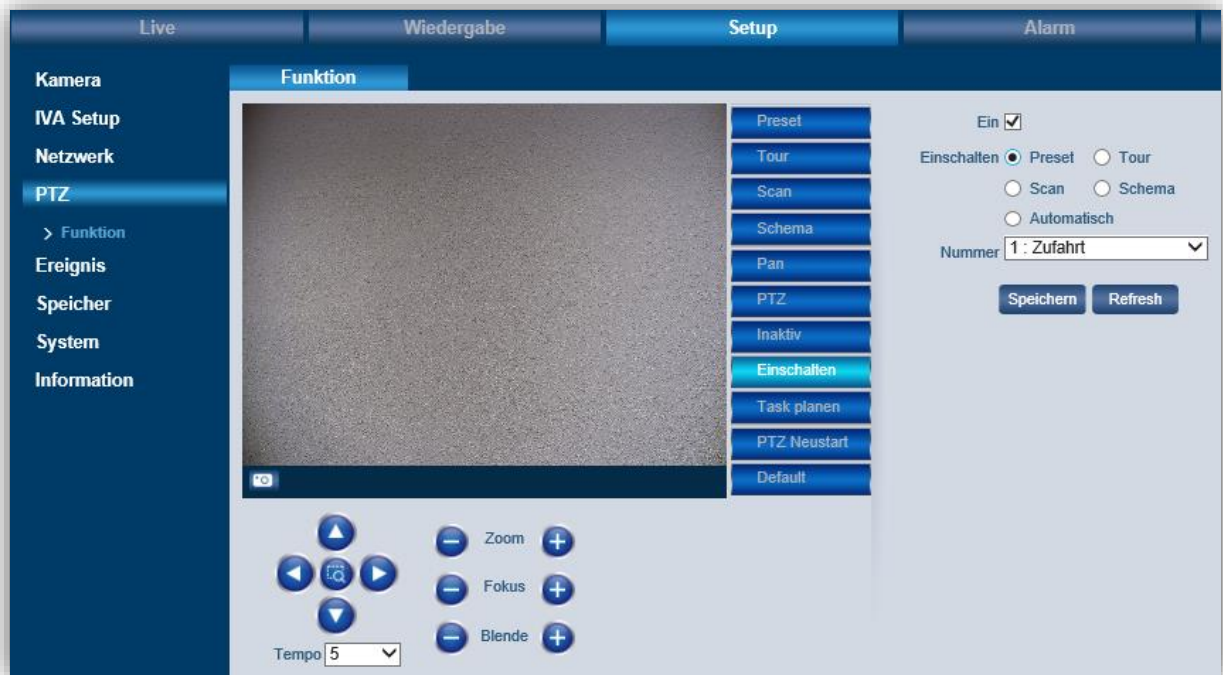 Live Wiedergabe Setup Alarm
Kamera
IVA Setup
Netzwerk
PTZ
> Funktion
Ereignis
Speicher
System
Information
Funktion
Preset
Tour
Scan
Schema
Pan
PTZ
Inaktiv
Einschalten
Task planen
PTZ Neustart
Default
Ein
Einschalten Preset Tour
Scan Schema
Automatisch
Nummer 1 : Zufahrt
Speichern Refresh
Zoom
Fokus
Blende
Tempo 5